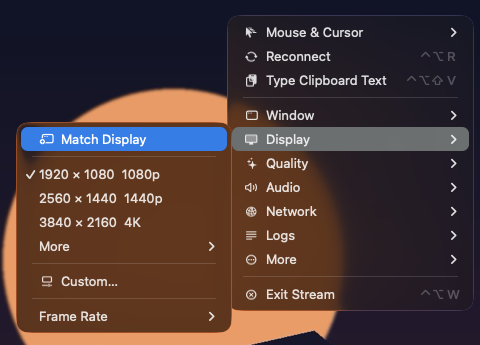 Mouse & Cursor
Reconnect ⌃⌥R
Type Clipboard Text ⌃⌥⇧V
Window
Display
Quality
Audio
Network
Logs
More
Exit Stream ⌃⌥W
Match Display
1920 × 1080 1080p
2560 × 1440 1440p
3840 × 2160 4K
More
Custom...
Frame Rate